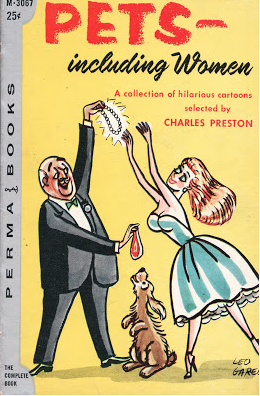 M-3067
25¢
PETS—
including Women
A collection of hilarious cartoons
selected by
CHARLES PRESTON
PERMA BOOKS
THE
COMPLETE
BOOK
LEO